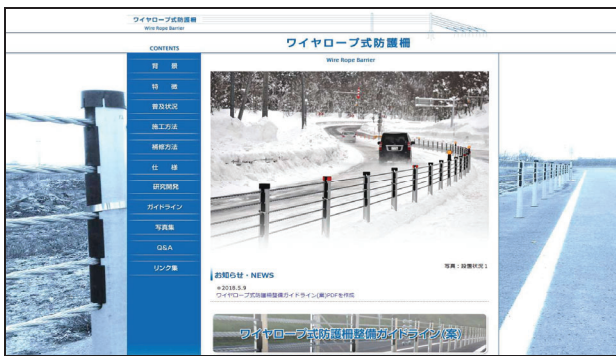 ワイヤロープ式防護柵
Wire Rope Barrier
CONTENTS
背 景
特 徴
普及状況
施工方法
補修方法
仕 様
研究開発
ガイドライン
写真集
Q&A
リンク集
ワイヤロープ式防護柵
Wire Rope Barrier
写真：設置状況1
お知らせ・NEWS
2018.5.9
ワイヤロープ式防護柵整備ガイドライン(案)PDFを作成
ワイヤロープ式防護柵整備ガイドライン(案)